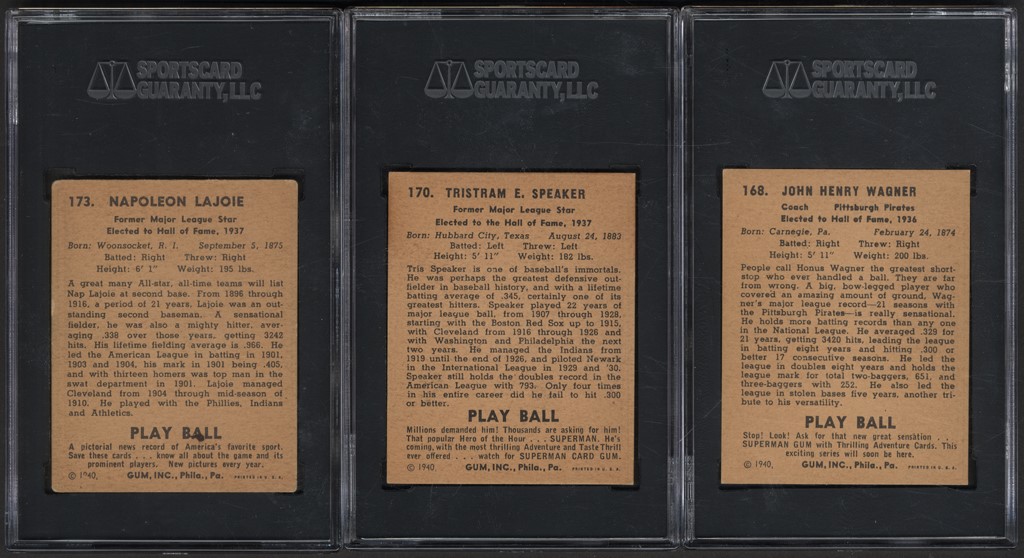 SPORTSCARD
GUARANTY, LLC
173. NAPOLEON LAJOIE
Former Major League Star
Elected to Hall of Fame, 1937
Born: Woonsocket, R. I. September 5, 1875
Batted: Right Threw: Right
Height: 6' 1" Weight: 195 lbs.
A great many All-star, all-time teams will list
Nap Lajoie at second base. From 1896 through
1916, a period of 21 years, Lajoie was an out-
standing second baseman. A sensational
fielder, he was also a mighty hitter, aver-
aging .338 over those years, getting 3242
hits. His lifetime fielding average is .966. He
led the American League in batting in 1901,
1903 and 1904, his mark in 1901 being .405,
and with thirteen homers was top man in the
awat department in 1901. Lajoie managed
Cleveland from 1904 through mid-season of
1910. He played with the Phillies, Indians
and Athletics.
PLAY BALL
A pictorial news record of America's favorite sport.
Save these cards . . . know all about the game and its
prominent players. New pictures every year.
© 1940, GUM, INC., Phila., Pa. PRINTED IN U. S. A.
SPORTSCARD
GUARANTY, LLC
170. TRISTRAM E. SPEAKER
Former Major League Star
Elected to the Hall of Fame, 1937
Born: Hubbard City, Texas August 24, 1883
Batted: Left Threw: Left
Height: 5' 11" Weight: 182 lbs.
Tris Speaker is one of baseball's immortals.
He was perhaps the greatest defensive out-
fielder in baseball history, and with a lifetime
batting average of .345, certainly one of its
greatest hitters. Speaker played 22 years of
major league ball, from 1907 through 1928,
starting with the Boston Red Sox up to 1915,
with Cleveland from 1916 through 1926 and
with Washington and Philadelphia the next
two years. He managed the Indians from
1919 until the end of 1926, and piloted Newark
in the International League in 1929 and '30.
Speaker still holds the doubles record in the
American League with 793. Only four times
in his entire career did he fail to hit .300
or better.
PLAY BALL
Millions demanded him! Thousands are asking for him!
That popular Hero of the Hour . . . SUPERMAN. He's
coming, with the most thrilling Adventure and Taste Thrill
ever offered . . . watch for SUPERMAN CARD GUM.
© 1940, GUM, INC., Phila., Pa. PRINTED IN U. S. A.
SPORTSCARD
GUARANTY, LLC
168. JOHN HENRY WAGNER
Coach Pittsburgh Pirates
Elected to Hall of Fame, 1936
Born: Carnegie, Pa. February 24, 1874
Batted: Right Threw: Right
Height: 5' 11" Weight: 200 lbs.
People call Honus Wagner the greatest short-
stop who ever handled a ball. They are far
from wrong. A big, bow-legged player who
covered an amazing amount of ground, Wag-
ner's major league record—21 seasons with
the Pittsburgh Pirates—is really sensational.
He holds more batting records than any one
in the National League. He averaged .329 for
21 years, getting 3420 hits, leading the league
in batting eight years and hitting .300 or
better 17 consecutive seasons. He led the
league in doubles eight years and holds the
league mark for total two-baggers, 651, and
three-baggers with 252. He also led the
league in stolen bases five years, another tri-
bute to his versatility.
PLAY BALL
Stop! Look! Ask for that new great sensation . .
SUPERMAN GUM with Thrilling Adventure Cards. This
exciting series will soon be here.
© 1940, GUM, INC., Phila., Pa. PRINTED IN U. S. A.